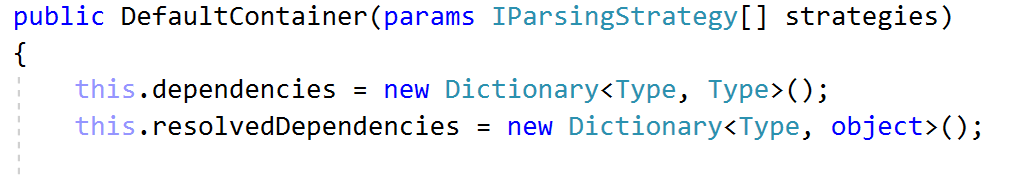 public DefaultContainer(params IParsingStrategy[] strategies)
{
    this.dependencies = new Dictionary<Type, Type>();
    this.resolvedDependencies = new Dictionary<Type, object>();